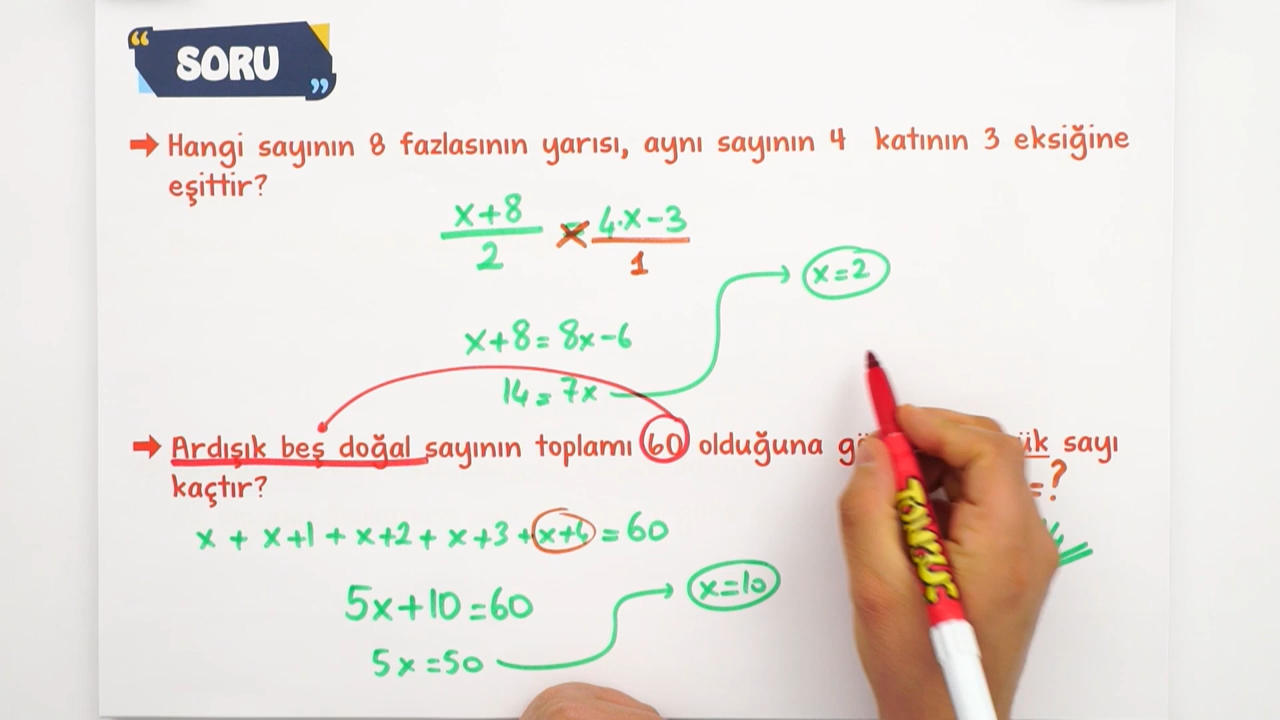 SORU
Hangi sayının 8 fazlasının yarısı, aynı sayının 4 katının 3 eksiğine
eşittir?
x+8 / 2 = 4·x-3 / 1
x=2
x+8=8x-6
14=7x
Ardışık beş doğal sayının toplamı 60 olduğuna sayı
kaçtır?
=?
x + x+1 + x+2 + x+3 + x+4 = 60
5x+10=60
x=10
5x=50